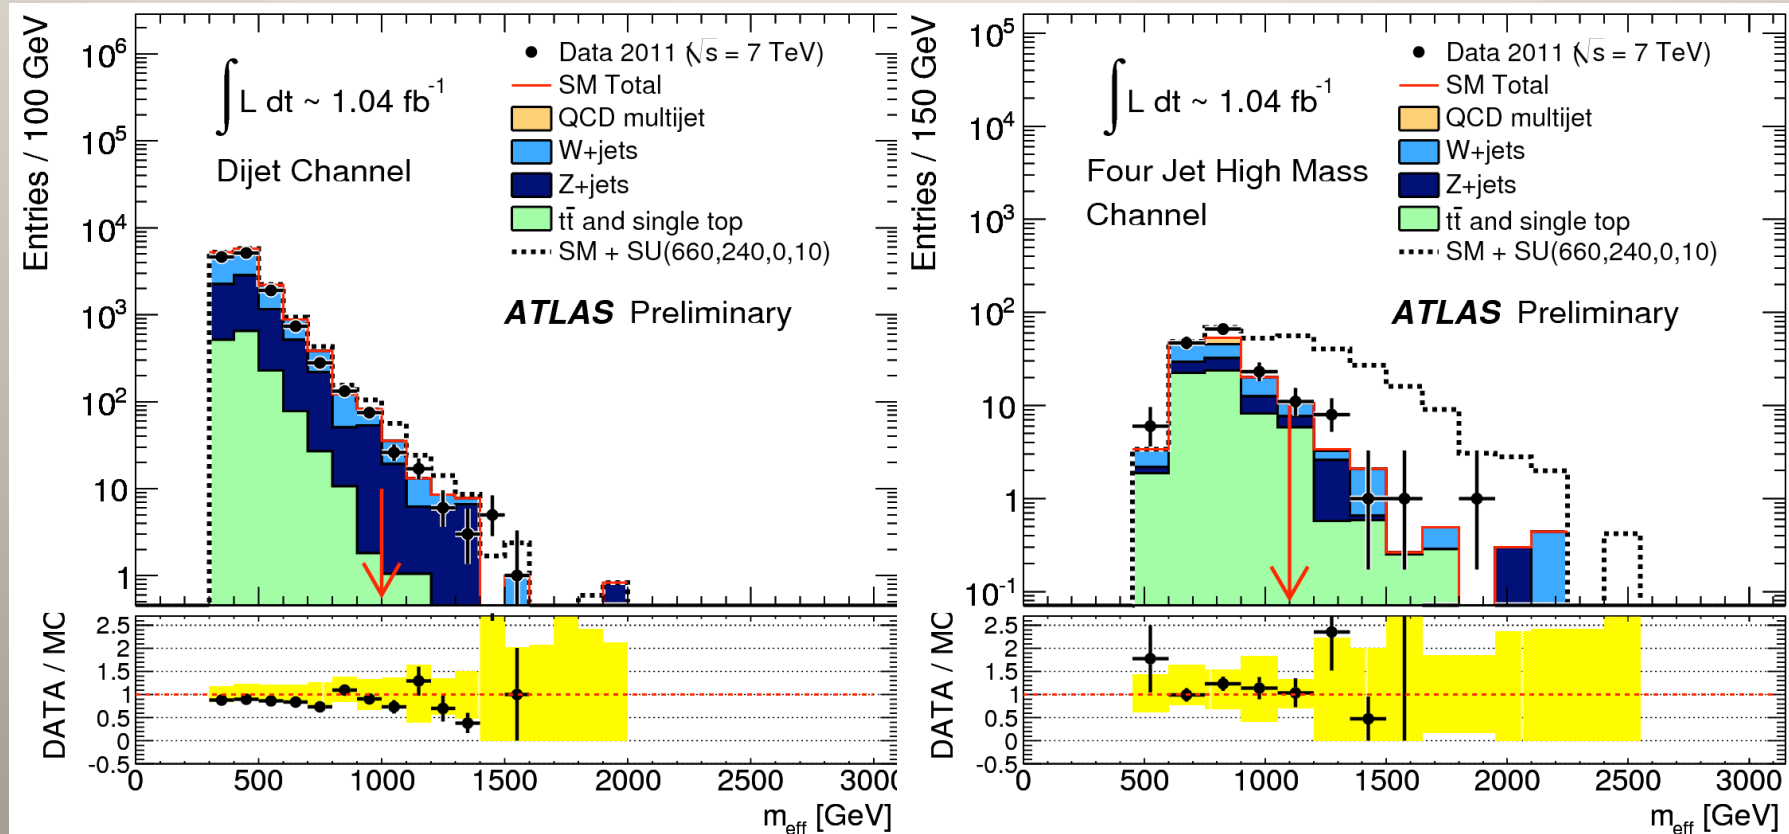 Entries / 100 GeV
10^6
10^5
10^4
10^3
10^2
10
1
∫ L dt ~ 1.04 fb^-1
Dijet Channel
Data 2011 (√s = 7 TeV)
SM Total
QCD multijet
W+jets
Z+jets
tt̄ and single top
SM + SU(660,240,0,10)
ATLAS Preliminary
DATA / MC
2.5
2
1.5
1
0.5
0
-0.5
0 500 1000 1500 2000 2500 3000
m_eff [GeV]
Entries / 150 GeV
10^5
10^4
10^3
10^2
10
1
10^-1
∫ L dt ~ 1.04 fb^-1
Four Jet High Mass
Channel
Data 2011 (√s = 7 TeV)
SM Total
QCD multijet
W+jets
Z+jets
tt̄ and single top
SM + SU(660,240,0,10)
ATLAS Preliminary
DATA / MC
2.5
2
1.5
1
0.5
0
-0.5
0 500 1000 1500 2000 2500 3000
m_eff [GeV]